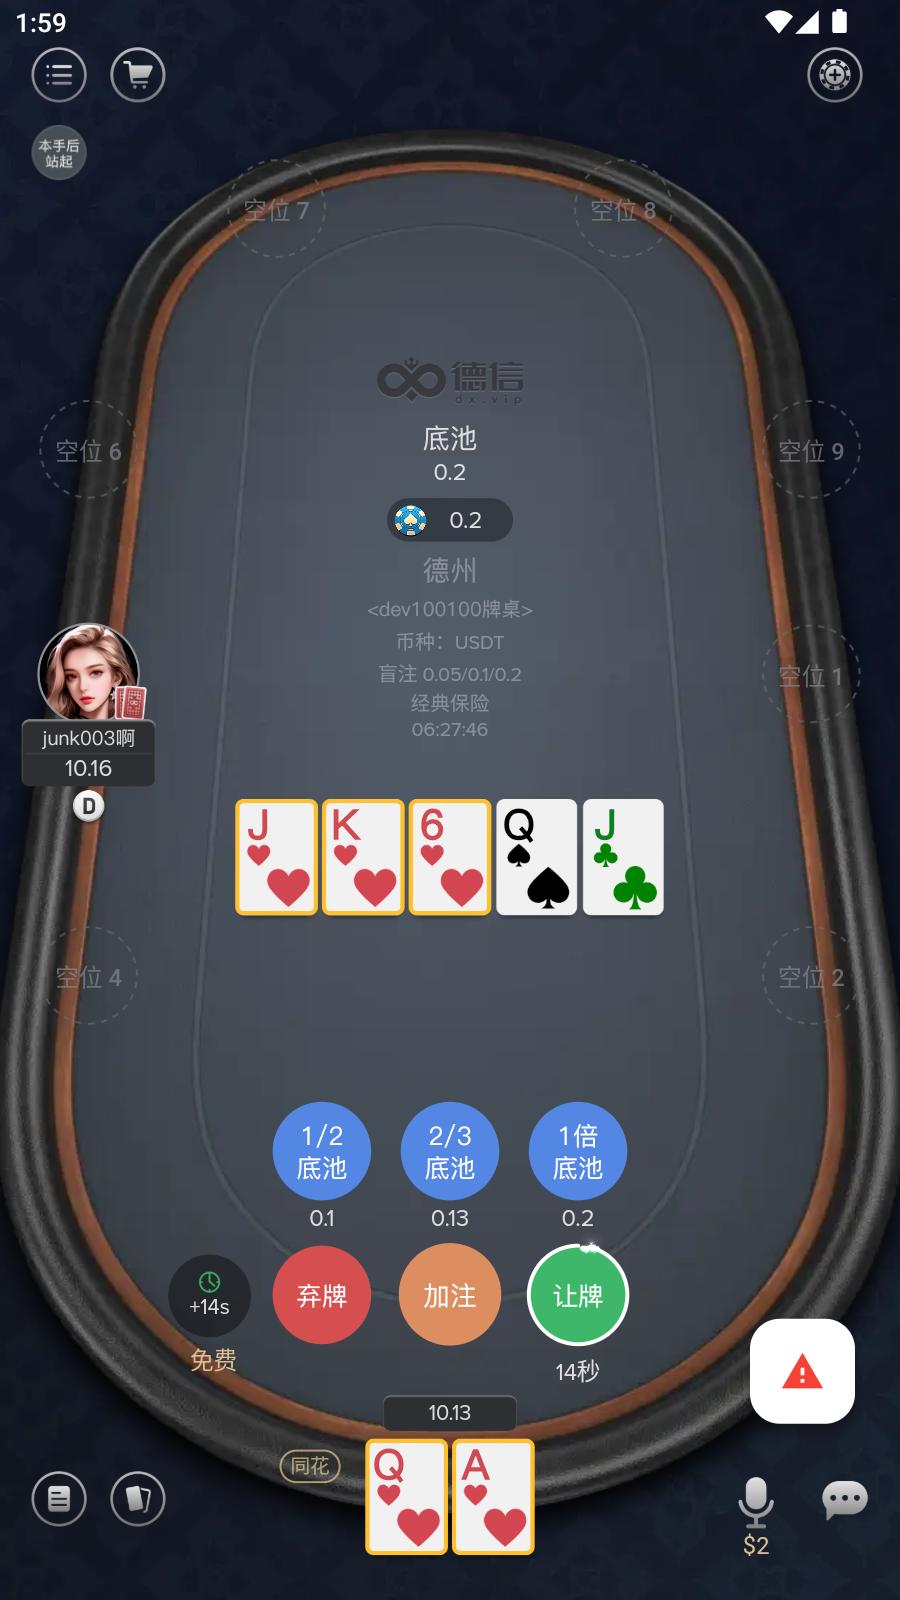 1:59
本手后
站起
空位 7
空位 8
德信
dx.vip
底池
0.2
空位 6
空位 9
0.2
德州
<dev100100牌桌>
币种：USDT
空位 1
盲注 0.05/0.1/0.2
经典保险
06:27:46
junk003啊
10.16
D
J
K
6
Q
J
空位 4
空位 2
1/2
底池
2/3
底池
1倍
底池
0.1
0.13
0.2
+14s
弃牌
加注
让牌
免费
14秒
10.13
同花
Q
A
$2